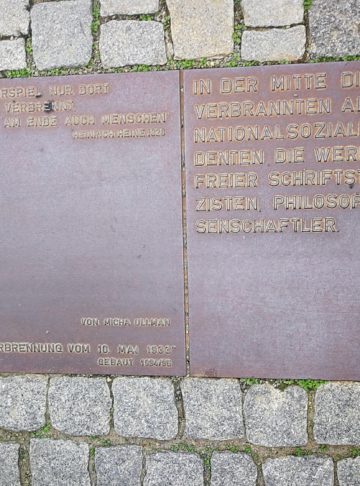 RSPIEL NUR, DORT
VERBRENNT,
AM ENDE AUCH MENSCHEN"
HEINRICH HEINE 1820
VON MICHA ULLMAN
RBRENNUNG VOM 10. MAI 1933"
GEBAUT 1994/95
IN DER MITTE DI
VERBRANNTEN A
NATIONALSOZIAL
DENTEN DIE WER
FREIER SCHRIFTST
ZISTEN, PHILOSOF
SENSCHAFTLER.